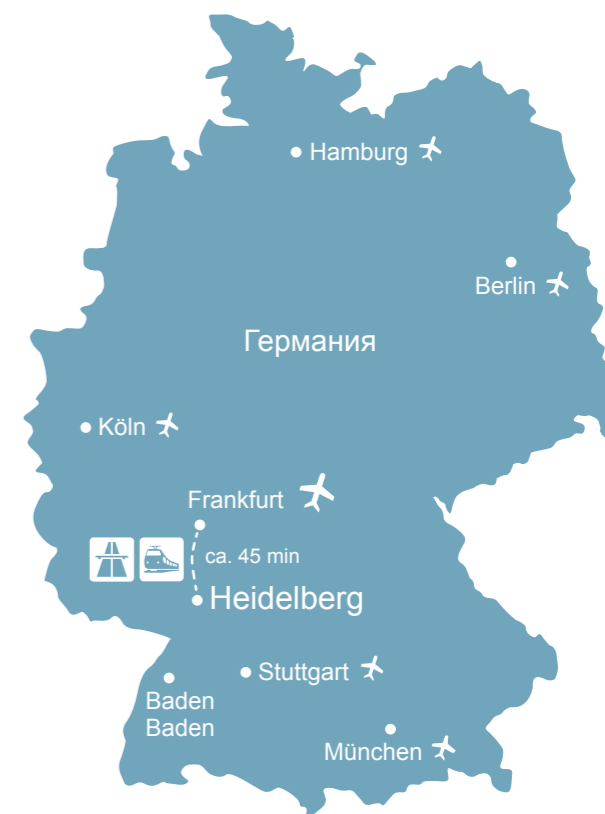 Hamburg
Berlin
Германия
Köln
Frankfurt
ca. 45 min
Heidelberg
Stuttgart
Baden
Baden
München